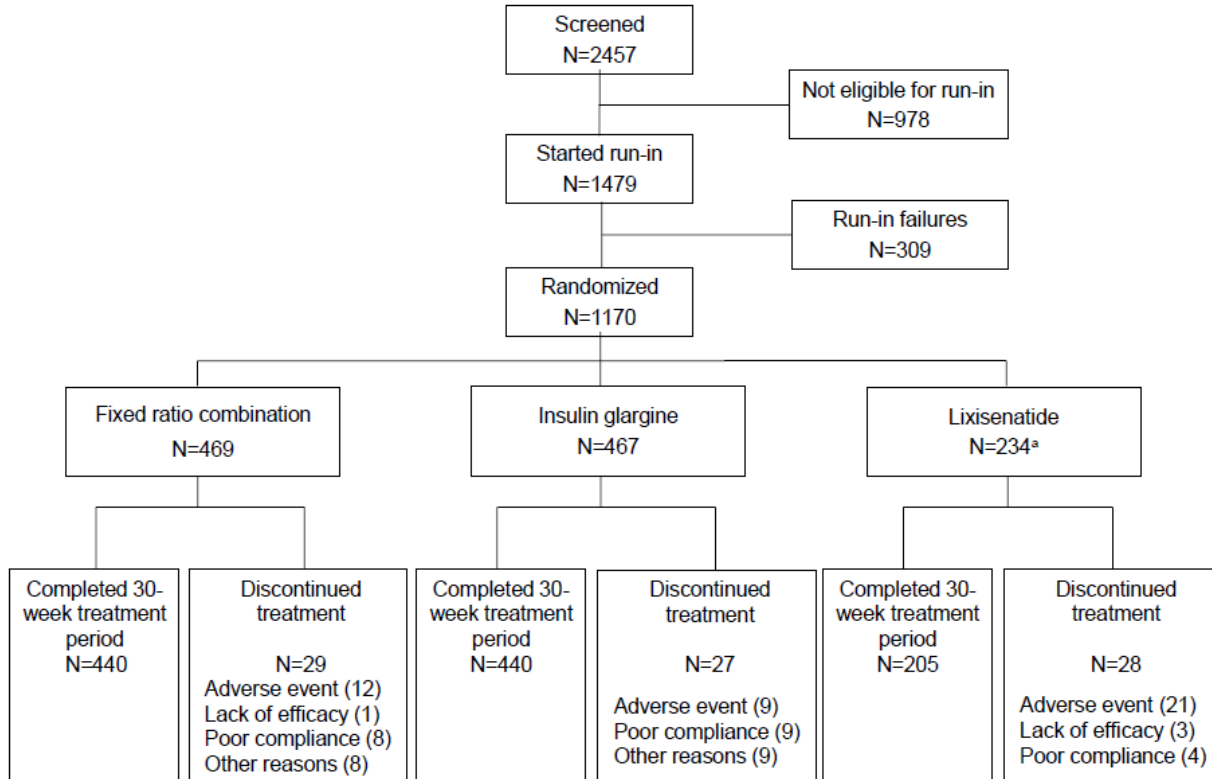 Screened
N=2457
Not eligible for run-in
N=978
Started run-in
N=1479
Run-in failures
N=309
Randomized
N=1170
Fixed ratio combination
N=469
Insulin glargine
N=467
Lixisenatide
N=234ª
Completed 30-
week treatment
period
N=440
Discontinued
treatment
N=29
Adverse event (12)
Lack of efficacy (1)
Poor compliance (8)
Other reasons (8)
Completed 30-
week treatment
period
N=440
Discontinued
treatment
N=27
Adverse event (9)
Poor compliance (9)
Other reasons (9)
Completed 30-
week treatment
period
N=205
Discontinued
treatment
N=28
Adverse event (21)
Lack of efficacy (3)
Poor compliance (4)